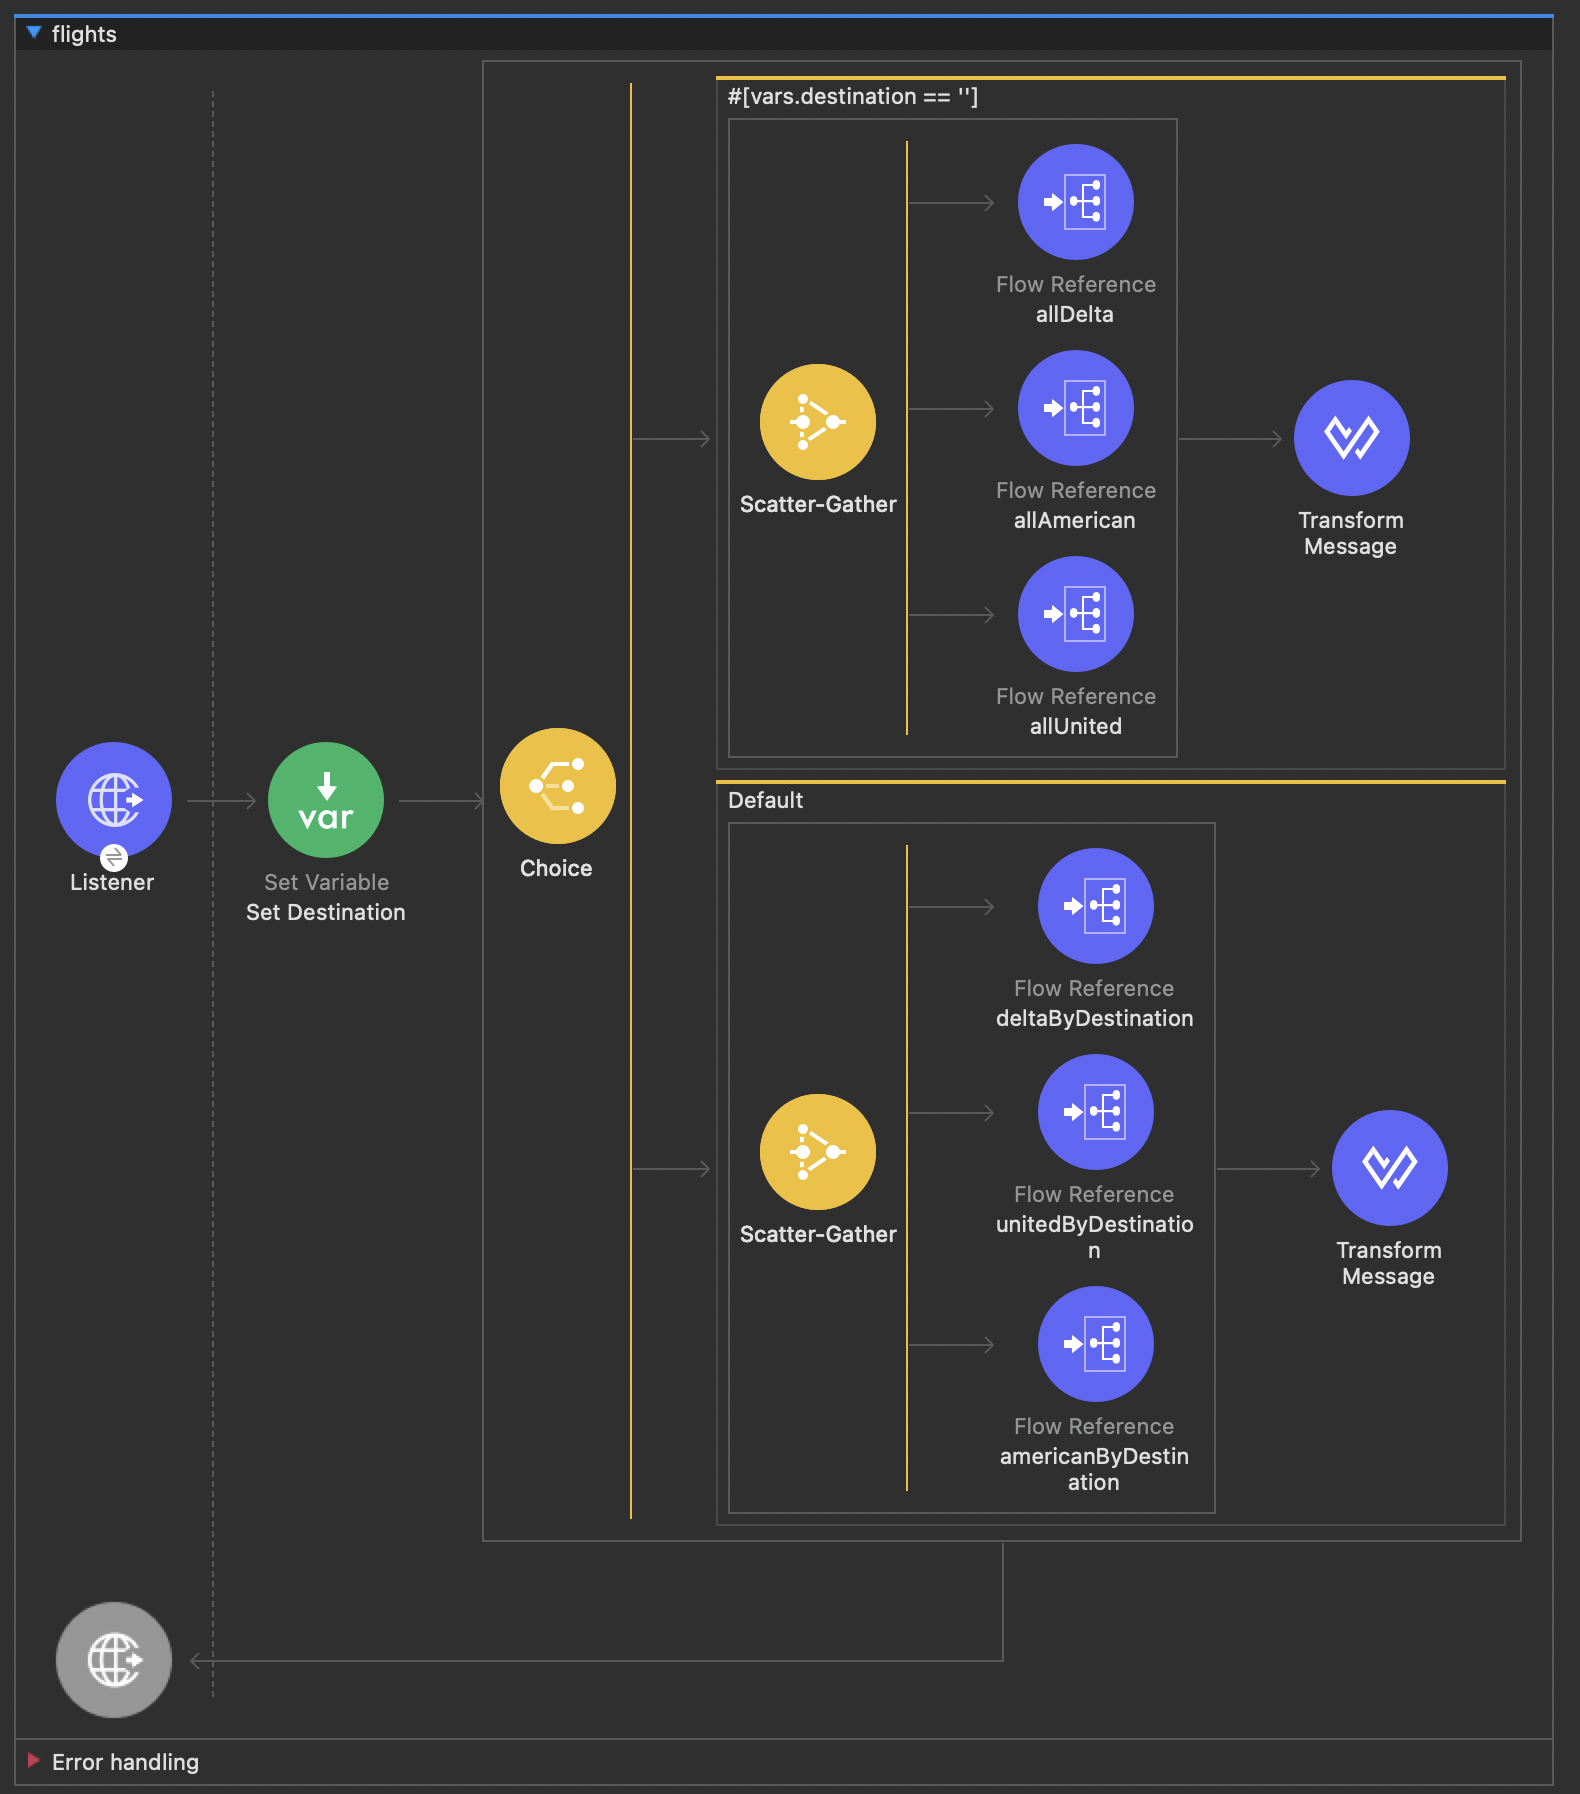 flights
#[vars.destination == '']
Flow Reference
allDelta
Flow Reference
allAmerican
Scatter-Gather
Transform
Message
Flow Reference
allUnited
Listener
var
Set Variable
Set Destination
Choice
Default
Flow Reference
deltaByDestination
Flow Reference
unitedByDestinatio
n
Scatter-Gather
Transform
Message
Flow Reference
americanByDestin
ation
Error handling